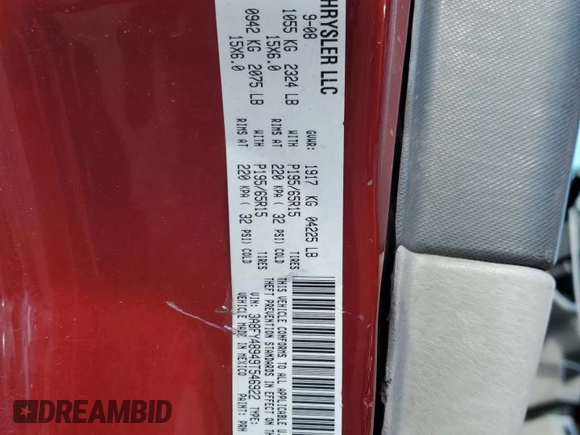 HRYSLER LLC
9-08 GVWR: 1917 KG 04225 LB
1055 KG 2324 LB WITH P195/65R15 TIRES
15X6.0 RIMS AT 220 KPA ( 32 PSI) COLD
0942 KG 2075 LB WITH P195/65R15 TIRES
15X6.0 RIMS AT 220 KPA ( 32 PSI) COLD
THIS VEHICLE CONFORMS TO ALL APPLICABLE U.
THEFT PREVENTION STANDARDS IN EFFECT ON THE
VIN: 3A8FY48949T546922 TYPE:
VEHICLE MADE IN MEXICO PAINT: PRH
DREAMBID